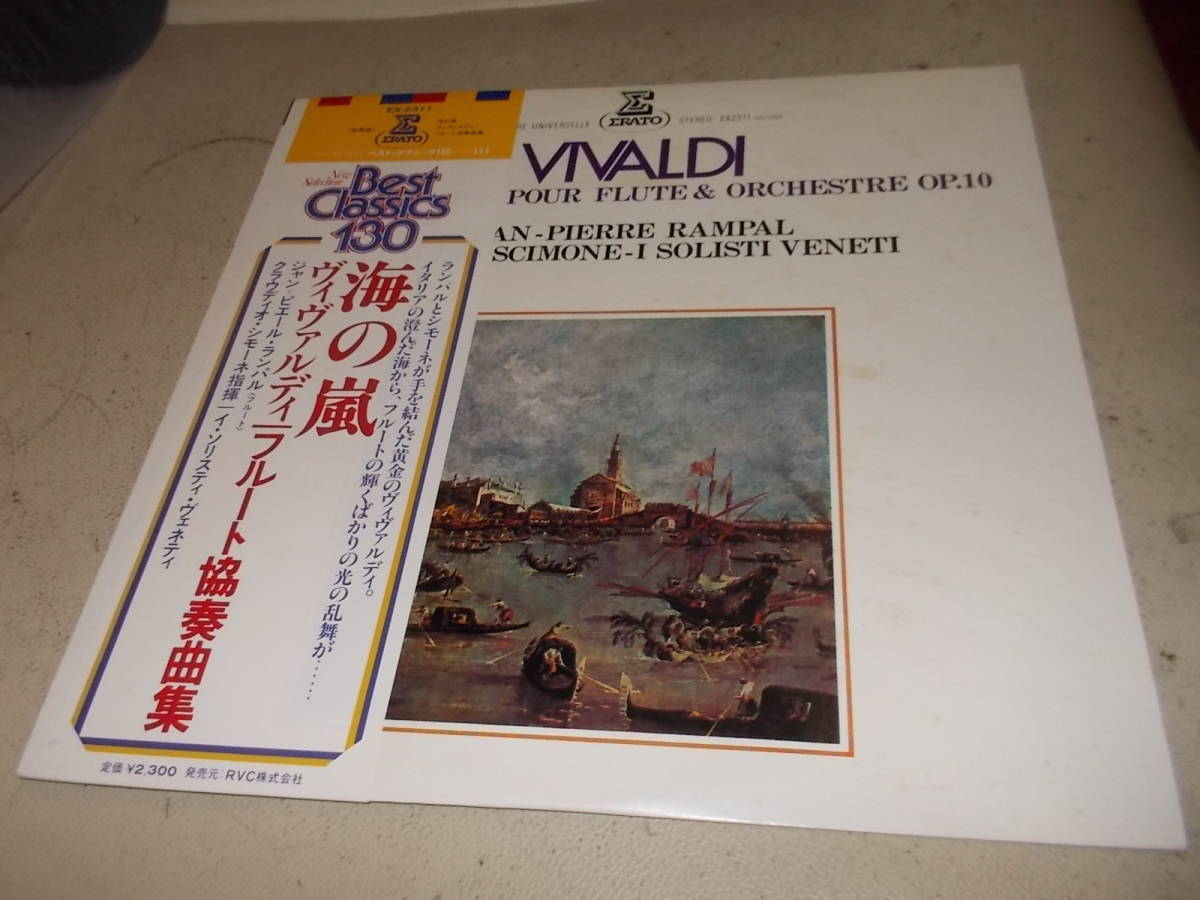 EX-2311
ERATO
New Selection
Best
Classics
130
海の嵐
ヴィヴァルディ/フルート協奏曲集
ランパルとシモーネが手を結んだ黄金のヴィヴァルディ。
イタリアの澄んだ海から、フルートの輝くばかりの光の乱舞が……
ジャン=ピエール・ランパル〈フルート〉
クラウディオ・シモーネ指揮 イ・ソリスティ・ヴェネティ
定価 ¥2,300 発売元:RVC株式会社
UNIVERSELLE
ERATO
STEREO EX2311
VIVALDI
POUR FLUTE & ORCHESTRE OP.10
AN-PIERRE RAMPAL
SCIMONE-I SOLISTI VENETI